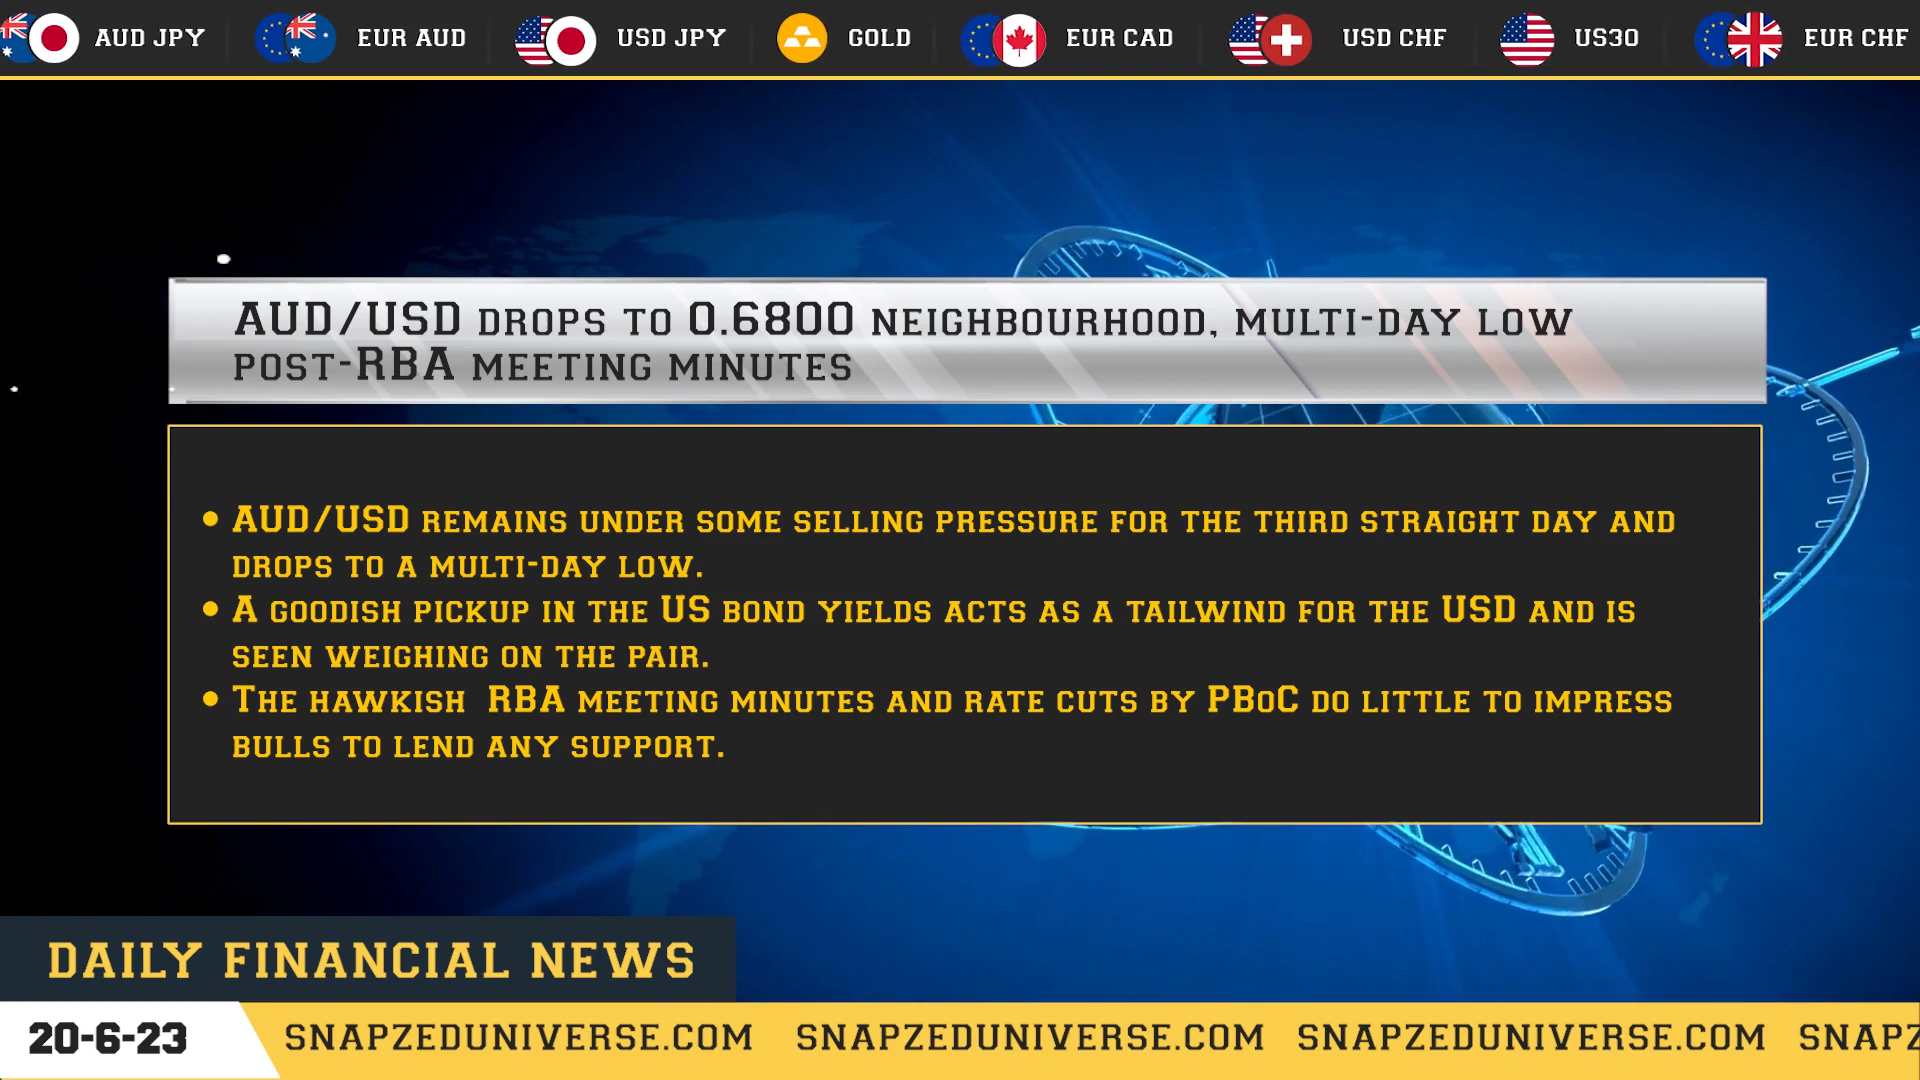 AUD JPY EUR AUD USD JPY GOLD EUR CAD USD CHF US30 EUR CHF
AUD/USD DROPS TO 0.6800 NEIGHBOURHOOD, MULTI-DAY LOW
POST-RBA MEETING MINUTES
• AUD/USD REMAINS UNDER SOME SELLING PRESSURE FOR THE THIRD STRAIGHT DAY AND
DROPS TO A MULTI-DAY LOW.
• A GOODISH PICKUP IN THE US BOND YIELDS ACTS AS A TAILWIND FOR THE USD AND IS
SEEN WEIGHING ON THE PAIR.
• THE HAWKISH RBA MEETING MINUTES AND RATE CUTS BY PBOC DO LITTLE TO IMPRESS
BULLS TO LEND ANY SUPPORT.
DAILY FINANCIAL NEWS
20-6-23 SNAPZEDUNIVERSE.COM SNAPZEDUNIVERSE.COM SNAPZEDUNIVERSE.COM SNAPZ